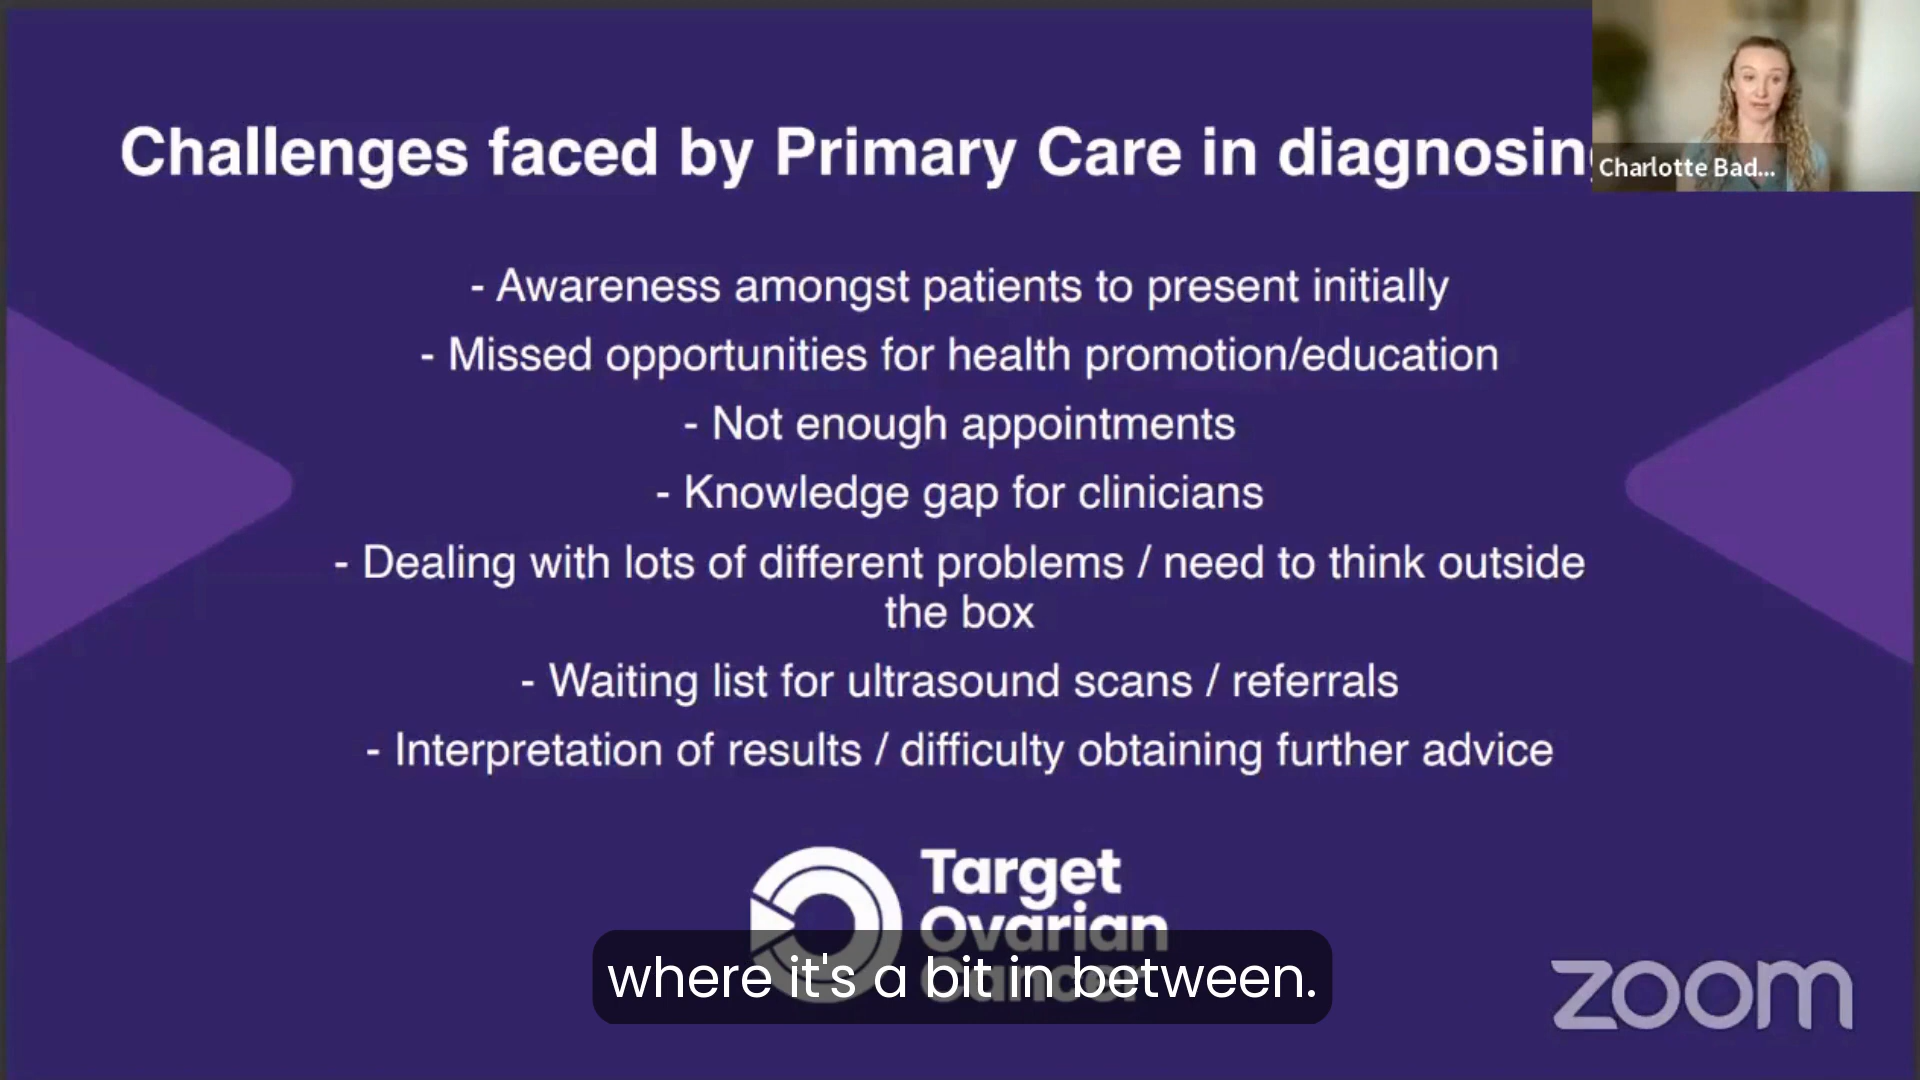 Challenges faced by Primary Care in diagnosing
Charlotte Bad...
- Awareness amongst patients to present initially
- Missed opportunities for health promotion/education
- Not enough appointments
- Knowledge gap for clinicians
- Dealing with lots of different problems / need to think outside
the box
- Waiting list for ultrasound scans / referrals
- Interpretation of results / difficulty obtaining further advice
Target
Ovarian
Cancer
where it's a bit in between.
zoom